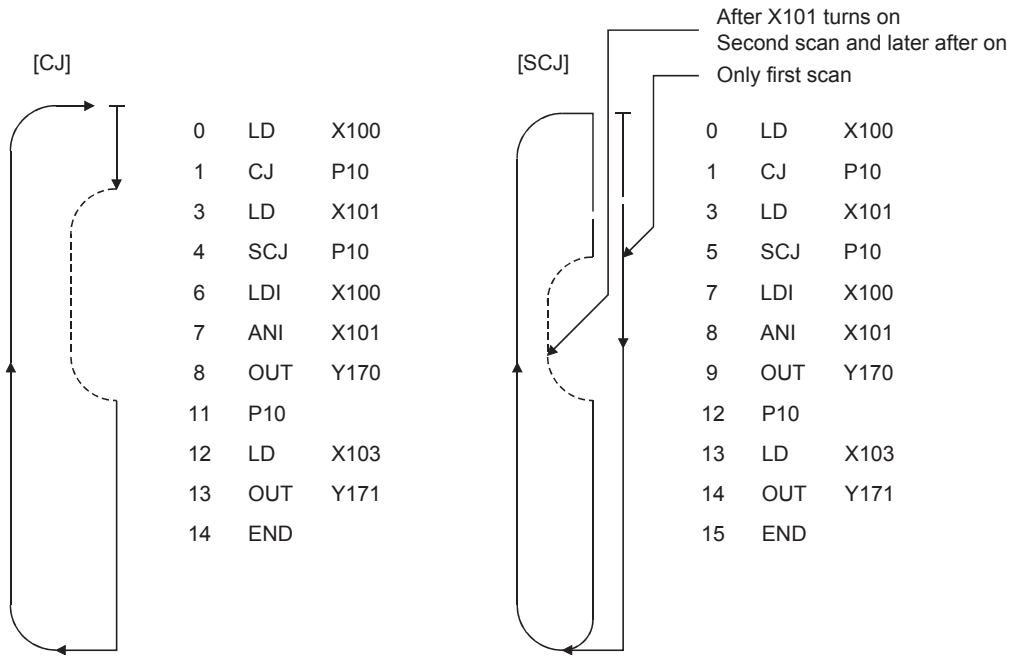 After X101 turns on
Second scan and later after on
Only first scan
[CJ]
0 LD X100
1 CJ P10
3 LD X101
4 SCJ P10
6 LDI X100
7 ANI X101
8 OUT Y170
11 P10
12 LD X103
13 OUT Y171
14 END
[SCJ]
0 LD X100
1 CJ P10
3 LD X101
5 SCJ P10
7 LDI X100
8 ANI X101
9 OUT Y170
12 P10
13 LD X103
14 OUT Y171
15 END